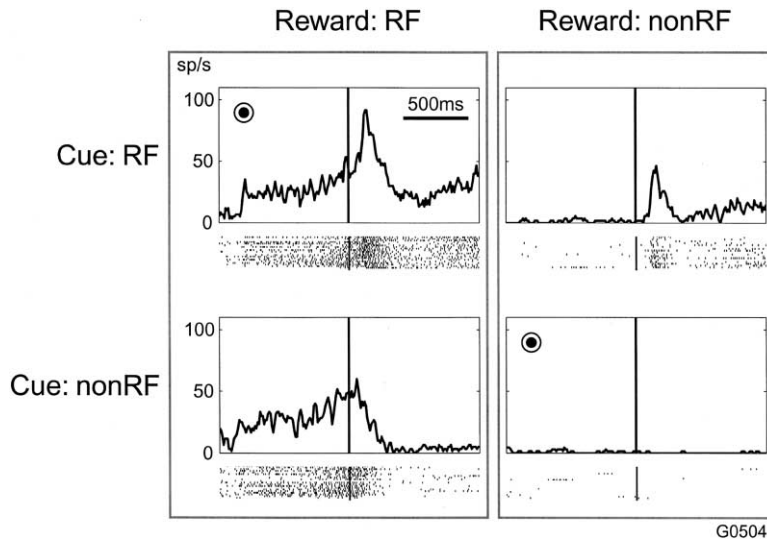 Reward: RF
Reward: nonRF
sp/s
100
50
0
500ms
Cue: RF
100
50
0
Cue: nonRF
G0504